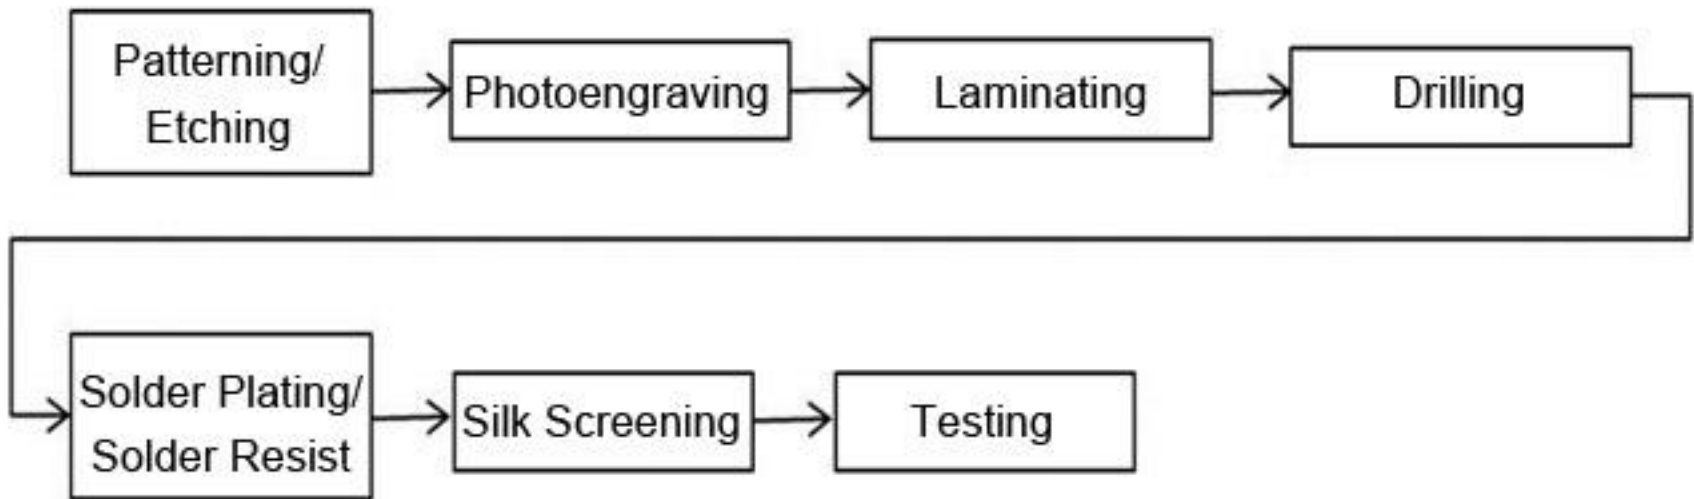 Patterning/
Etching
Photoengraving
Laminating
Drilling
Solder Plating/
Solder Resist
Silk Screening
Testing